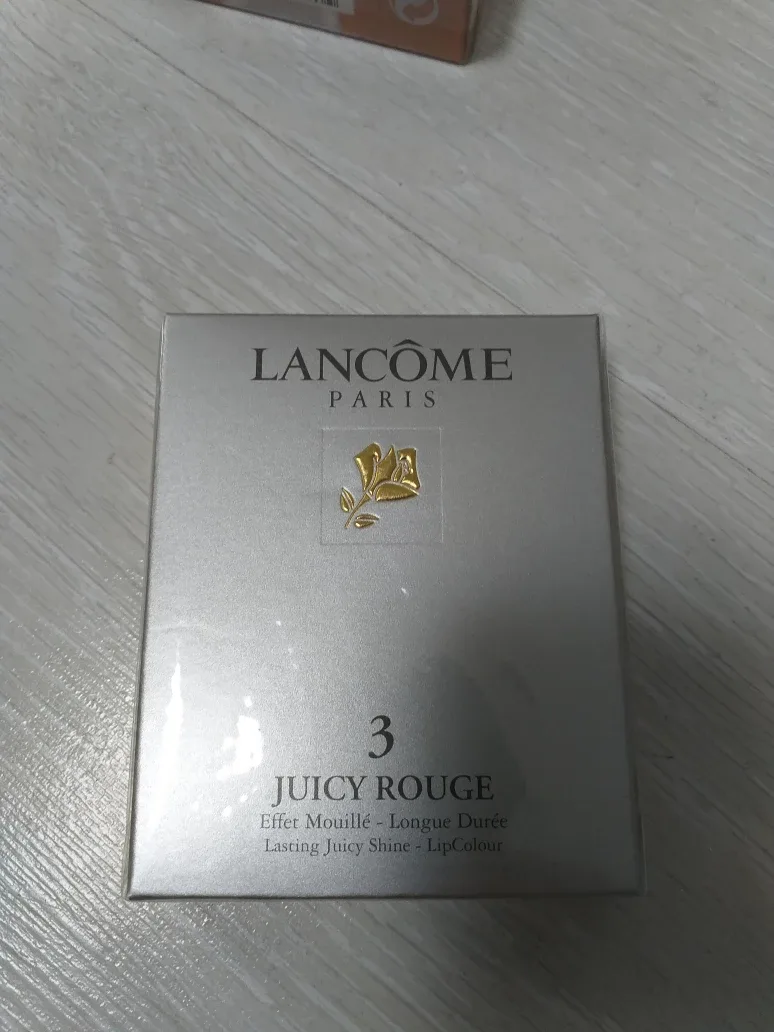 LANCÔME
PARIS
3
JUICY ROUGE
Effet Mouillé - Longue Durée
Lasting Juicy Shine - LipColour